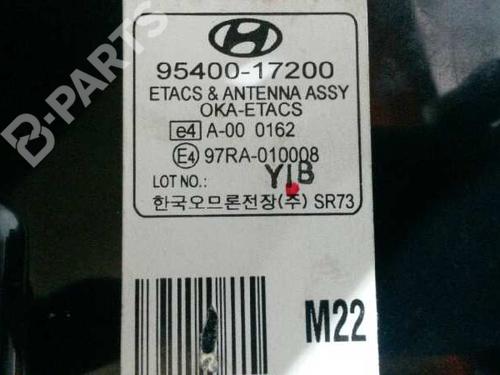 B-PARTS
95400-17200
ETACS & ANTENNA ASSY
OKA-ETACS
e4 A-00 0162
E4 97RA-010008
LOT NO.: Y1B
한국오므론전장(주) SR73
M22